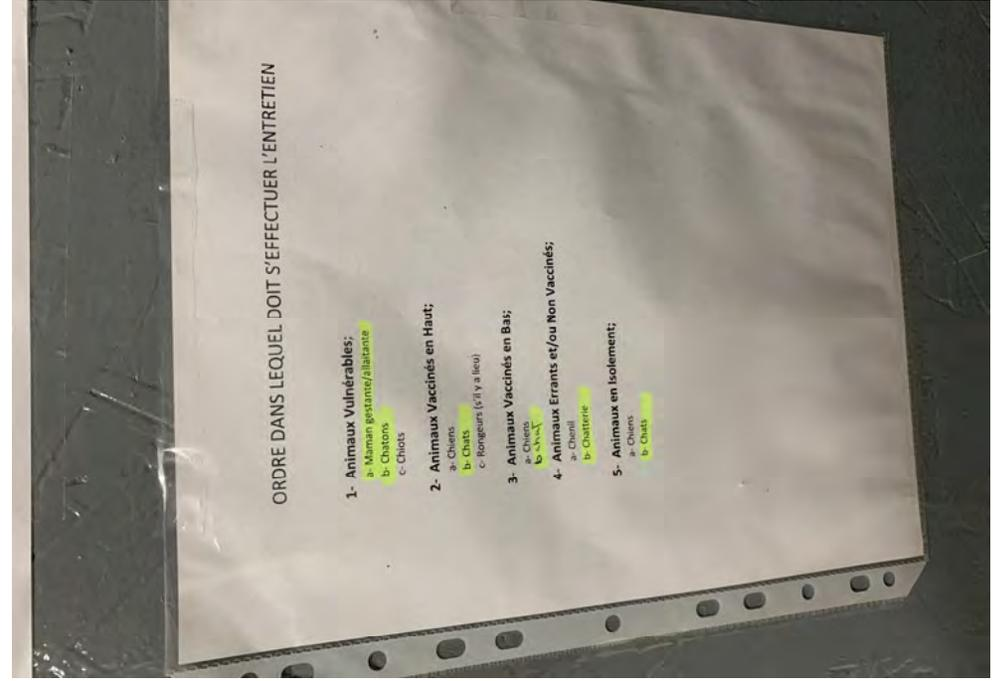 ORDRE DANS LEQUEL DOIT S'EFFECTUER L'ENTRETIEN
1- Animaux Vulnérables;
a- Maman gestante/allaitante
b- Chatons
c- Chiots
2- Animaux Vaccinés en Haut;
a- Chiens
b- Chats
c- Rongeurs (s'il y a lieu)
3- Animaux Vaccinés en Bas;
a- Chiens
b chat
4- Animaux Errants et/ou Non Vaccinés;
a- Chenil
b- Chatterie
5- Animaux en Isolement;
a- Chiens
b- Chats